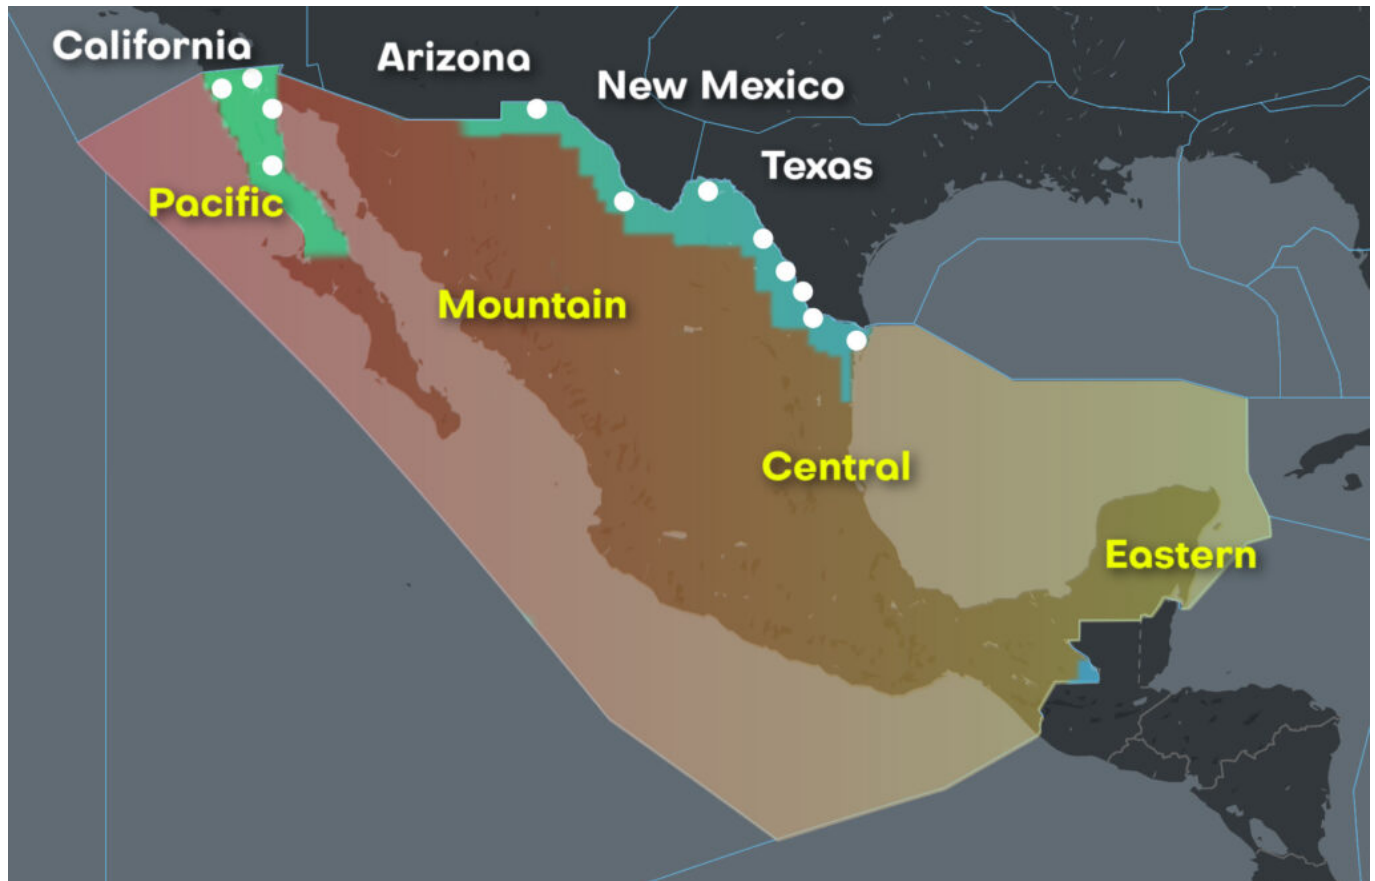 California
Arizona
New Mexico
Texas
Pacific
Mountain
Central
Eastern